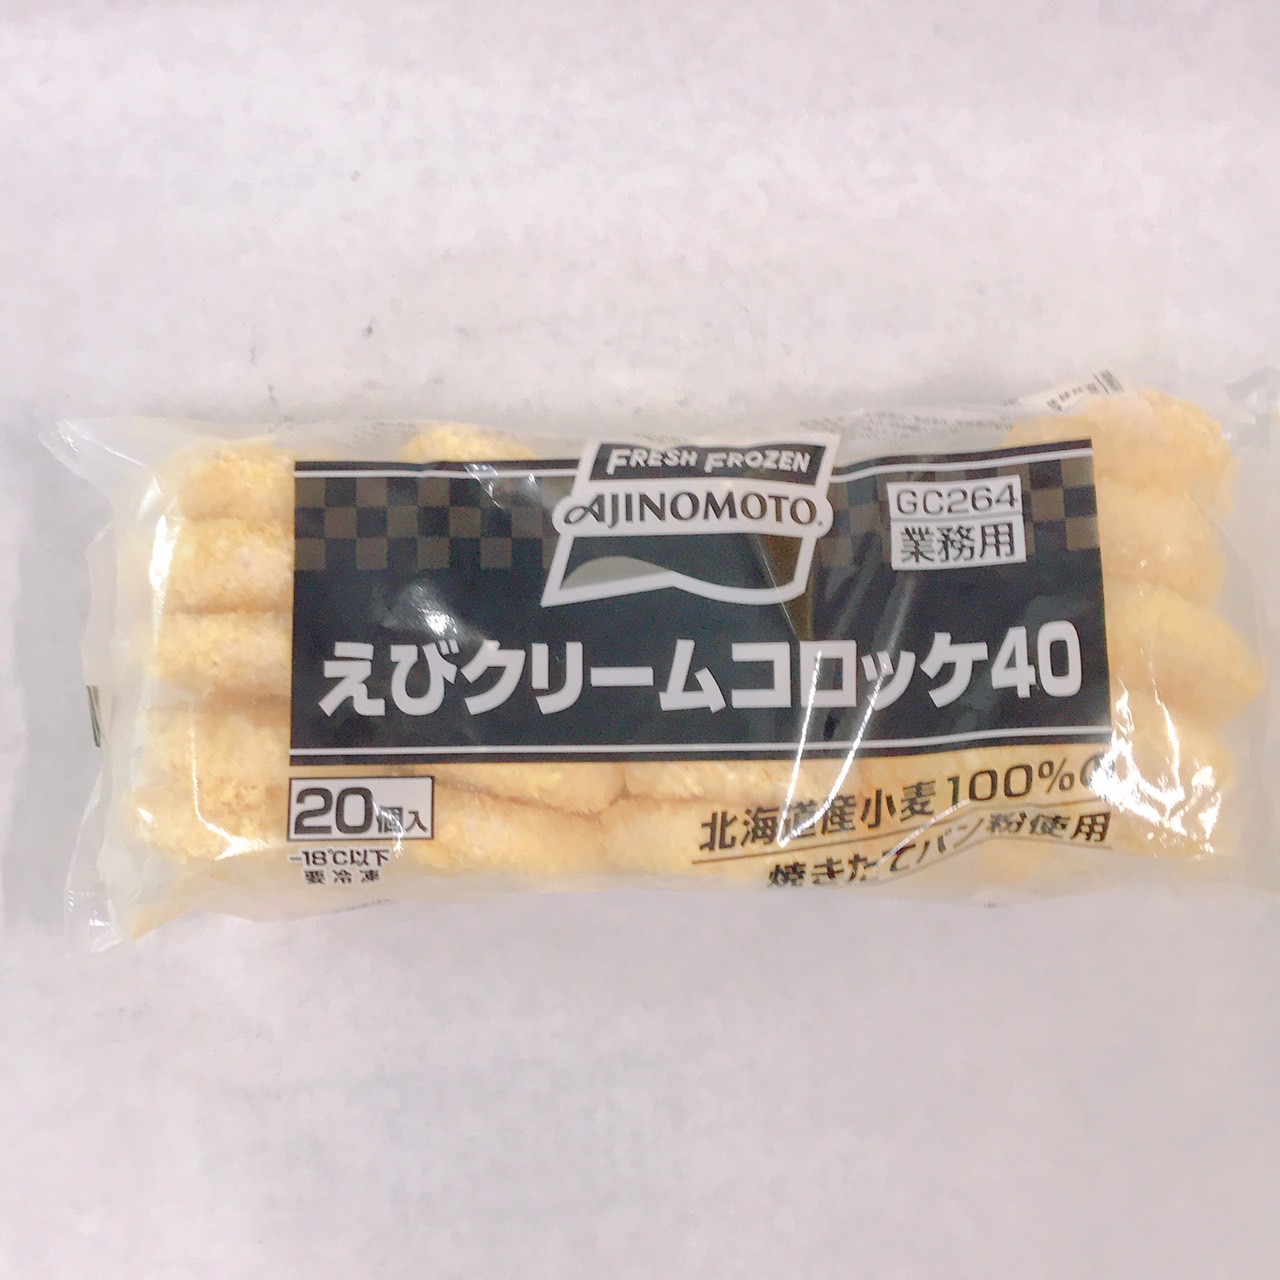 FRESH FROZEN
AJINOMOTO
GC264
業務用
えびクリームコロッケ40
20個入
-18℃以下
要冷凍
北海道産小麦100%の
焼きたてパン粉使用